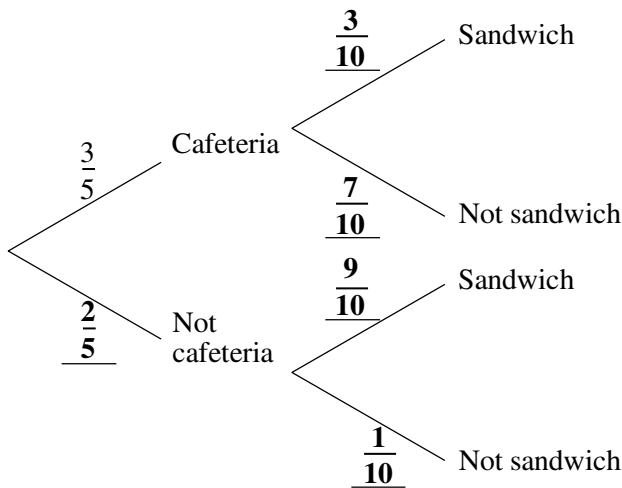 3/10
Sandwich
3/5
Cafeteria
7/10
Not sandwich
9/10
Sandwich
2/5
Not
cafeteria
1/10
Not sandwich